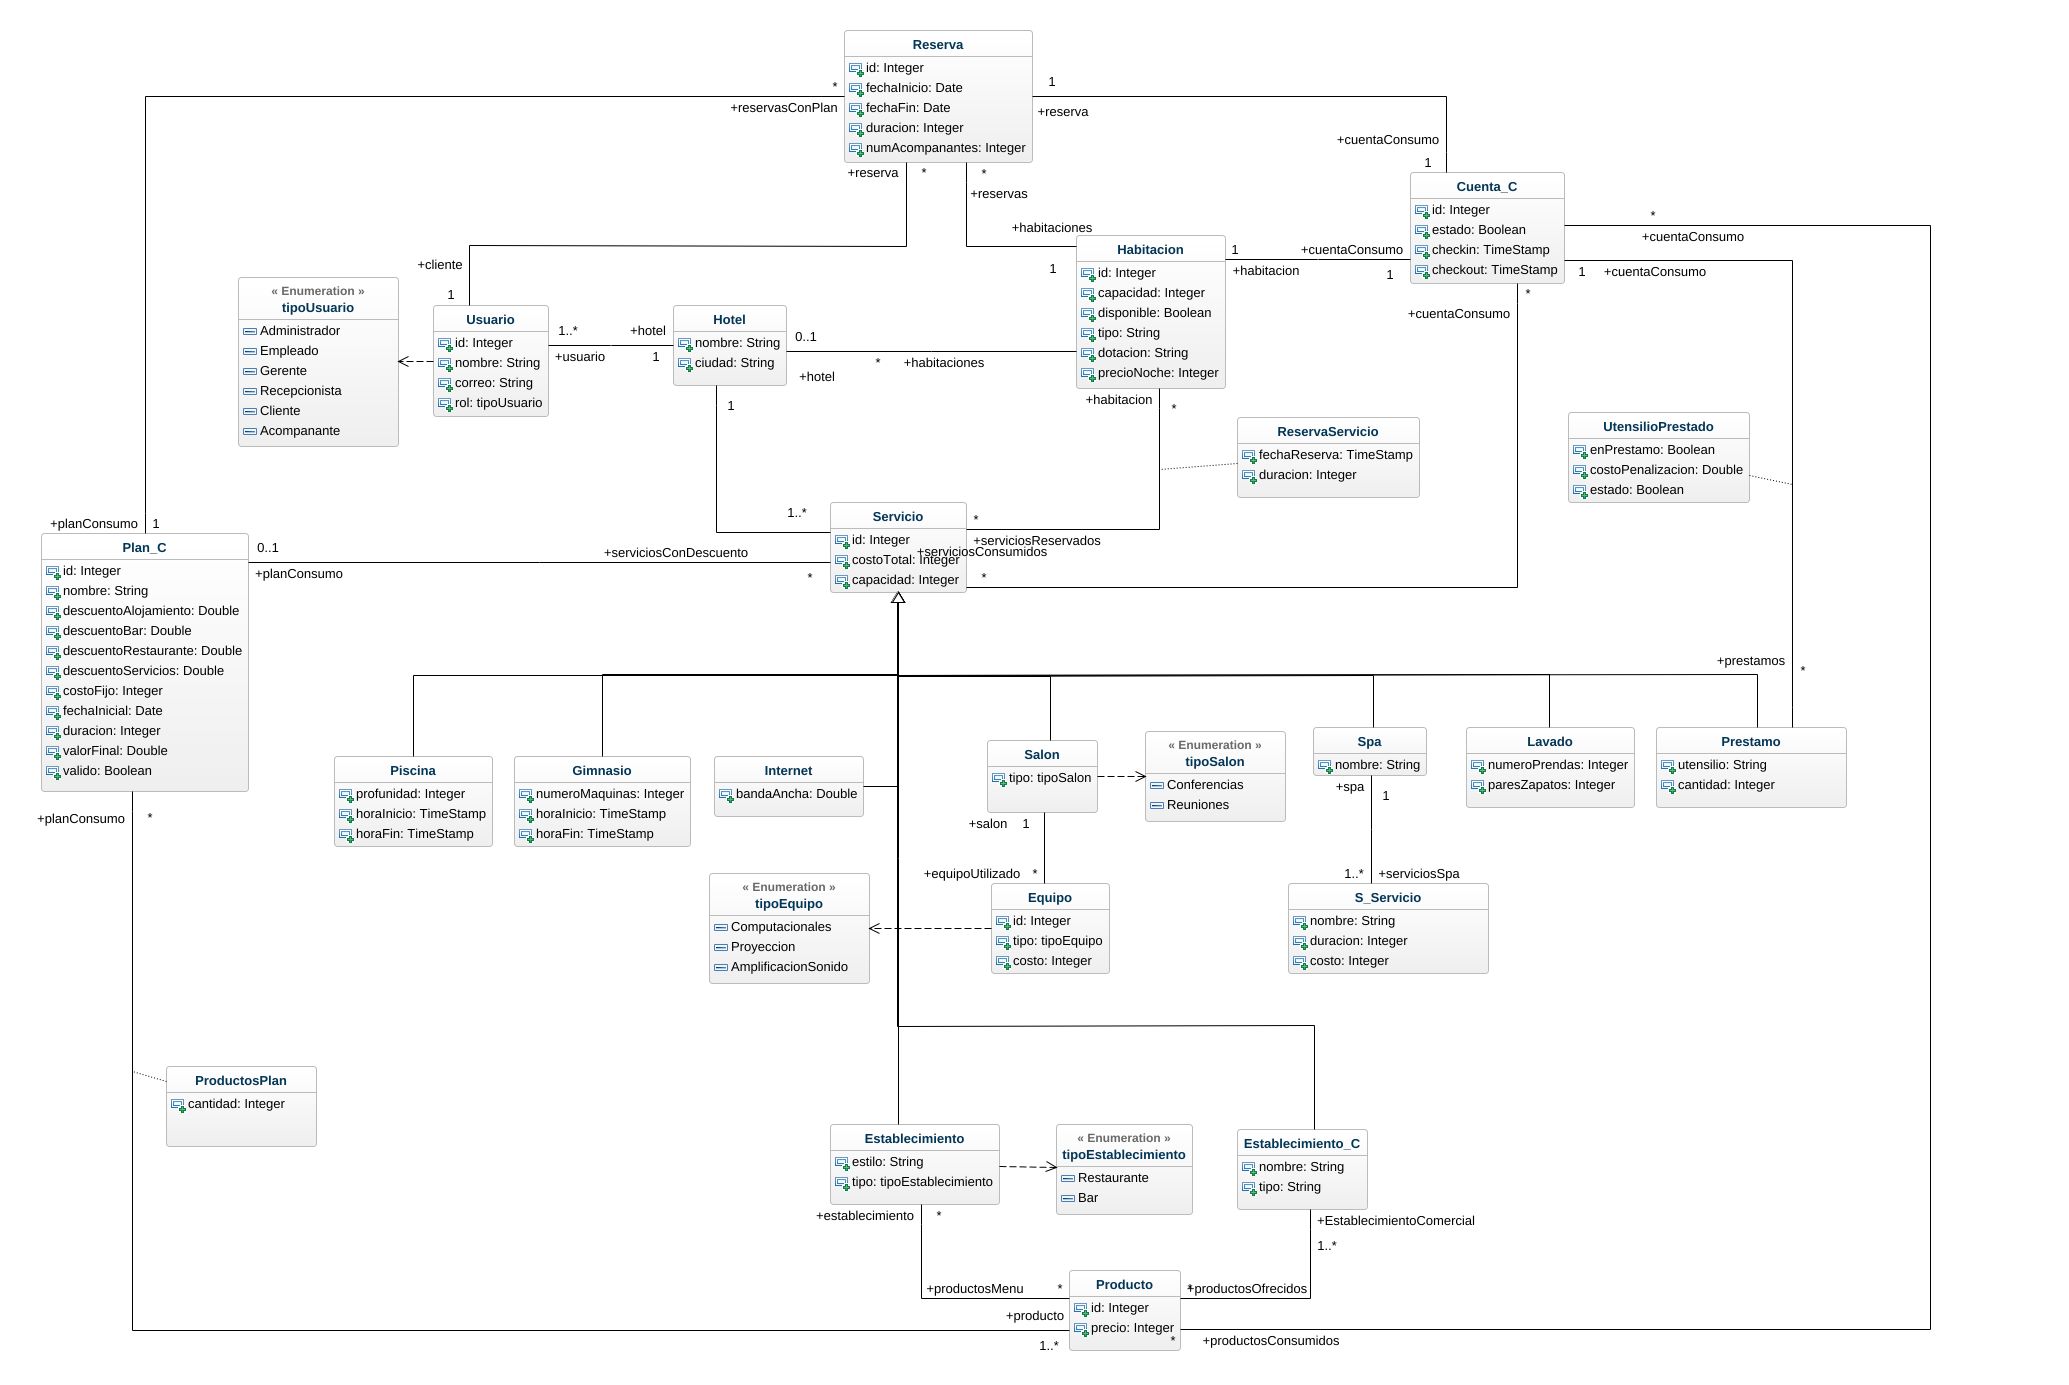 Reserva
id: Integer
fechaInicio: Date
fechaFin: Date
duracion: Integer
numAcompanantes: Integer
*
+reservasConPlan
1
+reserva
+cuentaConsumo
1
+reserva *
*
+reservas
Cuenta_C
id: Integer
estado: Boolean
checkin: TimeStamp
checkout: TimeStamp
*
+cuentaConsumo
1 +cuentaConsumo
*
+cuentaConsumo
+habitaciones
1
Habitacion
id: Integer
capacidad: Integer
disponible: Boolean
tipo: String
dotacion: String
precioNoche: Integer
1
+habitacion
+cuentaConsumo
1
+cliente
1
« Enumeration »
tipoUsuario
Administrador
Empleado
Gerente
Recepcionista
Cliente
Acompanante
Usuario
id: Integer
nombre: String
correo: String
rol: tipoUsuario
1..*
+usuario
+hotel
1
Hotel
nombre: String
ciudad: String
0..1
+hotel
*
+habitaciones
1
+habitacion
*
ReservaServicio
fechaReserva: TimeStamp
duracion: Integer
UtensilioPrestado
enPrestamo: Boolean
costoPenalizacion: Double
estado: Boolean
1..*
Servicio
id: Integer
costoTotal: Integer
capacidad: Integer
*
+serviciosReservados
+serviciosConsumidos
*
+planConsumo 1
Plan_C
id: Integer
nombre: String
descuentoAlojamiento: Double
descuentoBar: Double
descuentoRestaurante: Double
descuentoServicios: Double
costoFijo: Integer
fechaInicial: Date
duracion: Integer
valorFinal: Double
valido: Boolean
0..1
+planConsumo
+serviciosConDescuento
*
+planConsumo *
+prestamos *
Piscina
profunidad: Integer
horaInicio: TimeStamp
horaFin: TimeStamp
Gimnasio
numeroMaquinas: Integer
horaInicio: TimeStamp
horaFin: TimeStamp
Internet
bandaAncha: Double
Salon
tipo: tipoSalon
« Enumeration »
tipoSalon
Conferencias
Reuniones
Spa
nombre: String
Lavado
numeroPrendas: Integer
paresZapatos: Integer
Prestamo
utensilio: String
cantidad: Integer
+salon 1
+equipoUtilizado *
+spa
1
1..* +serviciosSpa
« Enumeration »
tipoEquipo
Computacionales
Proyeccion
AmplificacionSonido
Equipo
id: Integer
tipo: tipoEquipo
costo: Integer
S_Servicio
nombre: String
duracion: Integer
costo: Integer
ProductosPlan
cantidad: Integer
Establecimiento
estilo: String
tipo: tipoEstablecimiento
« Enumeration »
tipoEstablecimiento
Restaurante
Bar
Establecimiento_C
nombre: String
tipo: String
+establecimiento *
+EstablecimientoComercial
1..*
+productosMenu *
*
+productosOfrecidos
Producto
id: Integer
precio: Integer
+producto
1..*
*
+productosConsumidos